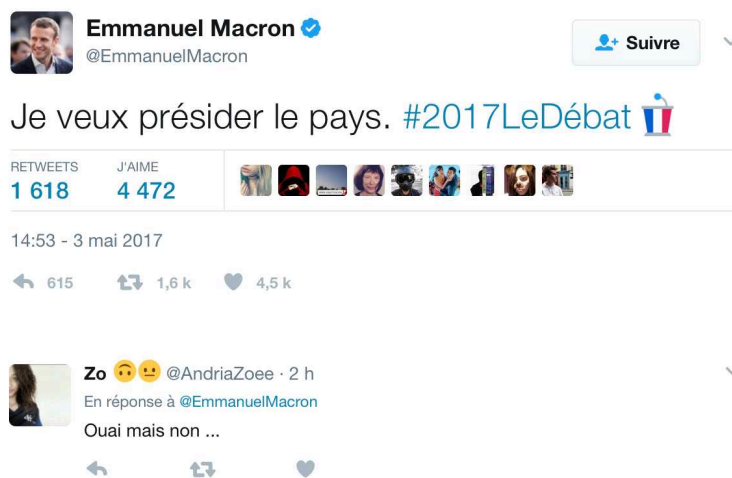 Emmanuel Macron
@EmmanuelMacron
Suivre
Je veux présider le pays. #2017LeDébat
RETWEETS J'AIME
1 618 4 472
14:53 - 3 mai 2017
615 1,6 k 4,5 k
Zo @AndriaZoee · 2 h
En réponse à @EmmanuelMacron
Ouai mais non ...